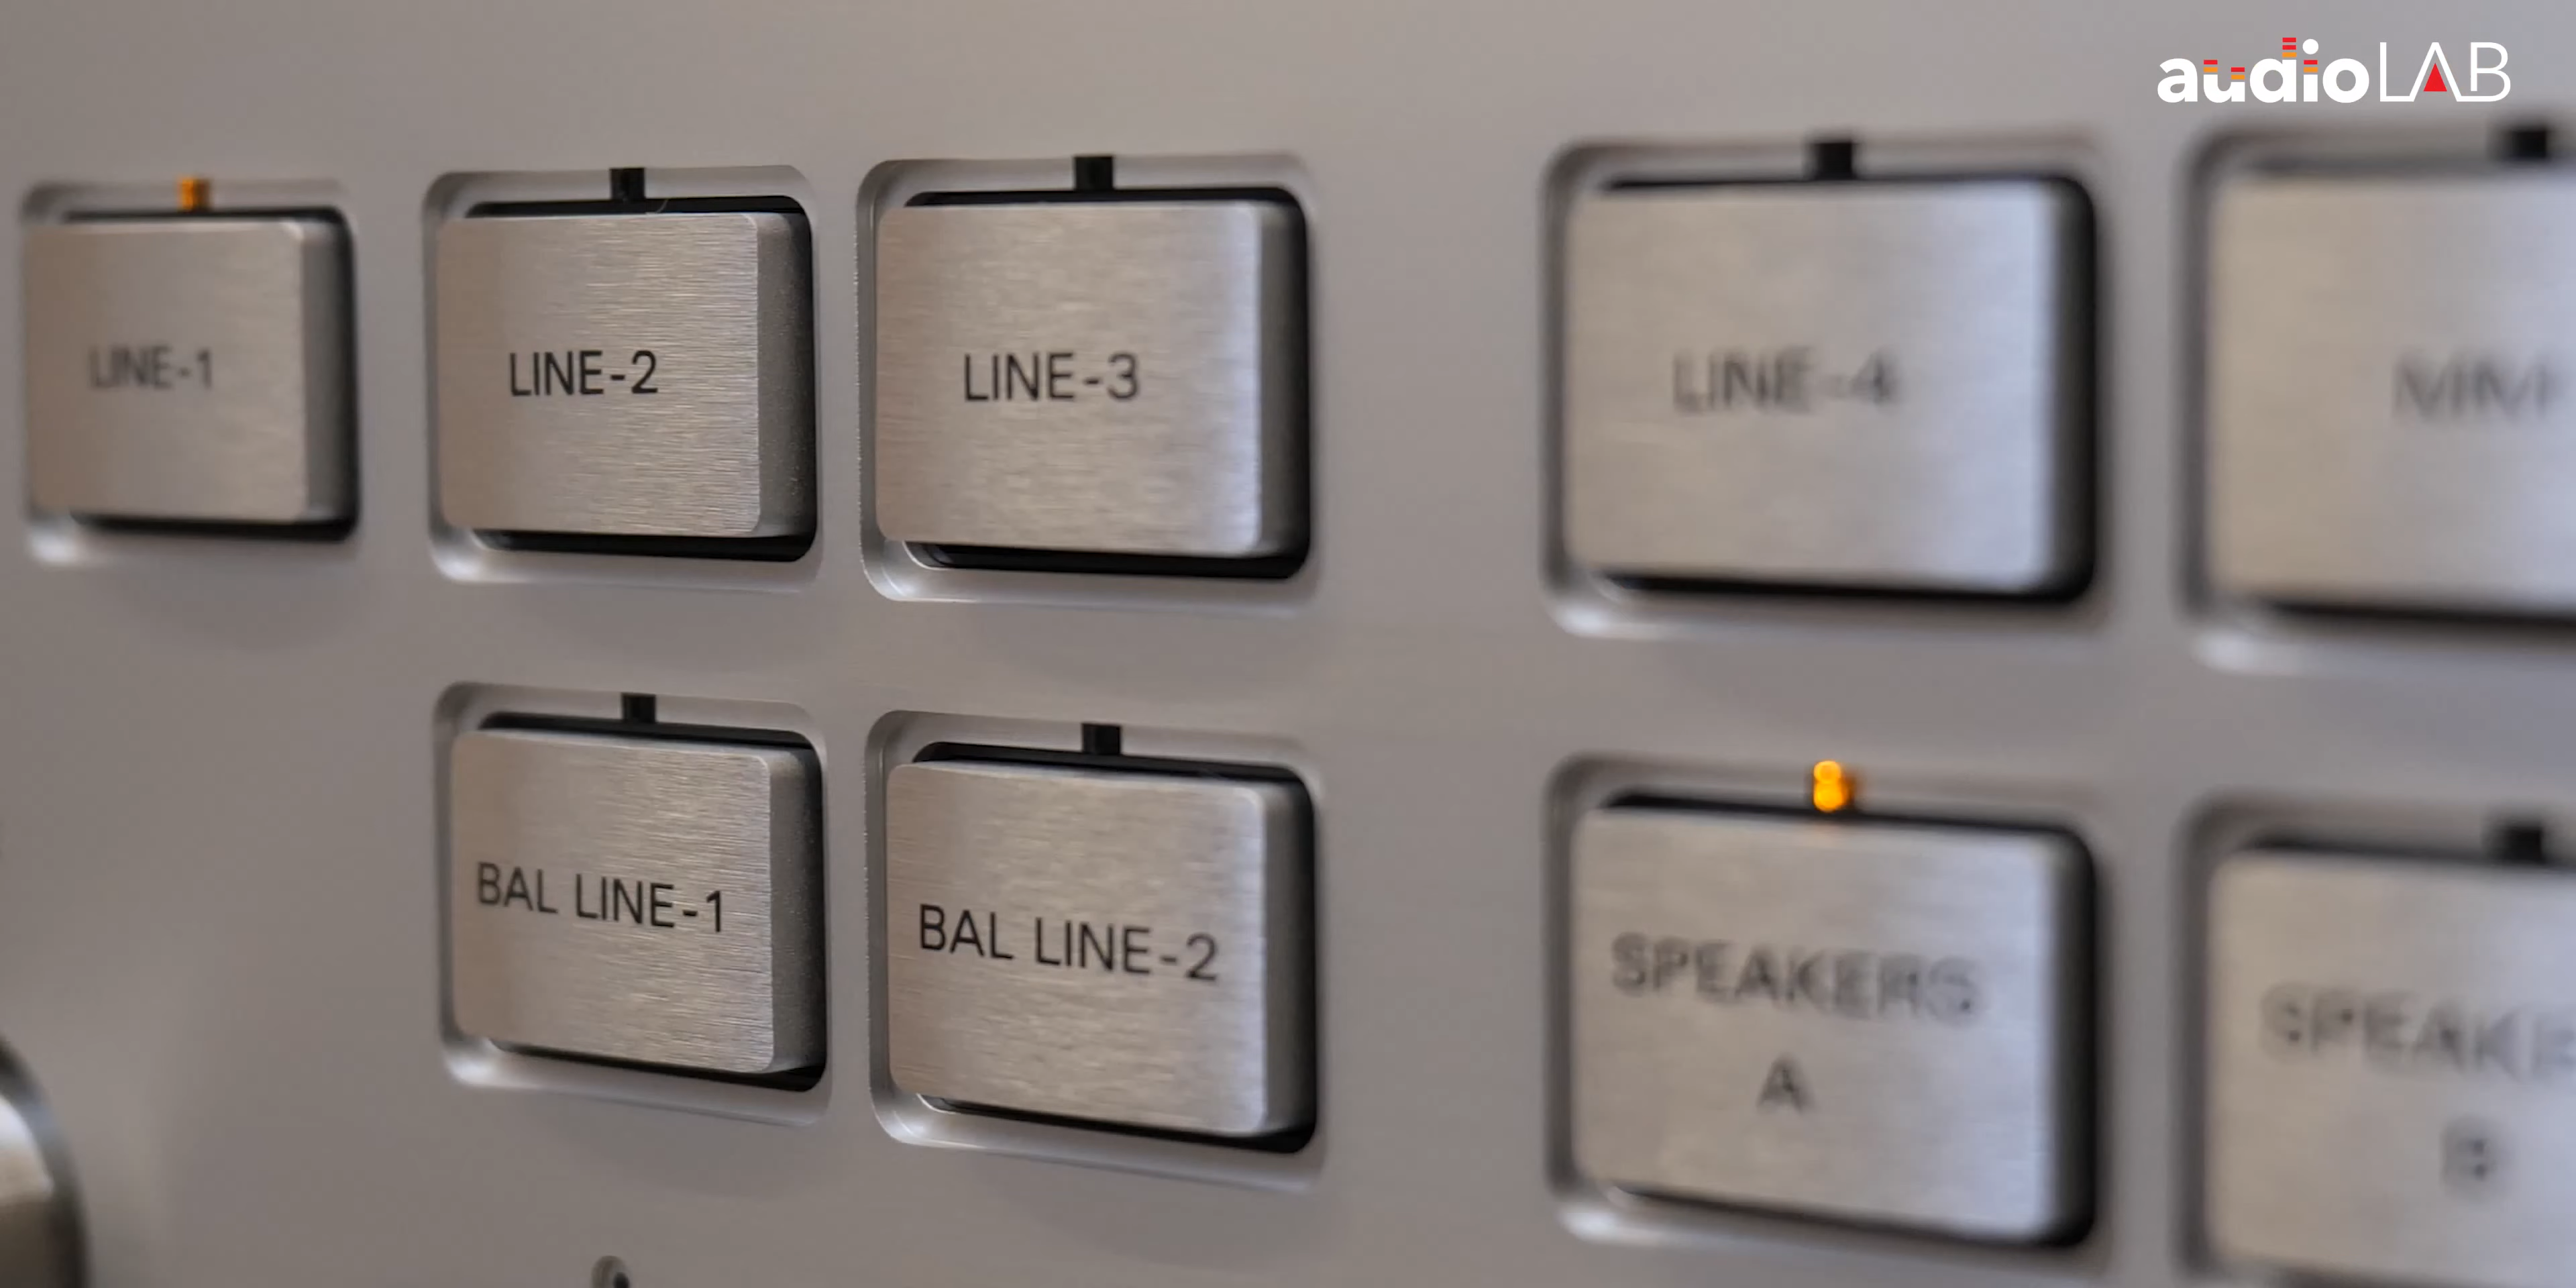 audioLAB
LINE-1
LINE-2
LINE-3
LINE-4
BAL LINE-1
BAL LINE-2
SPEAKERS
A
B